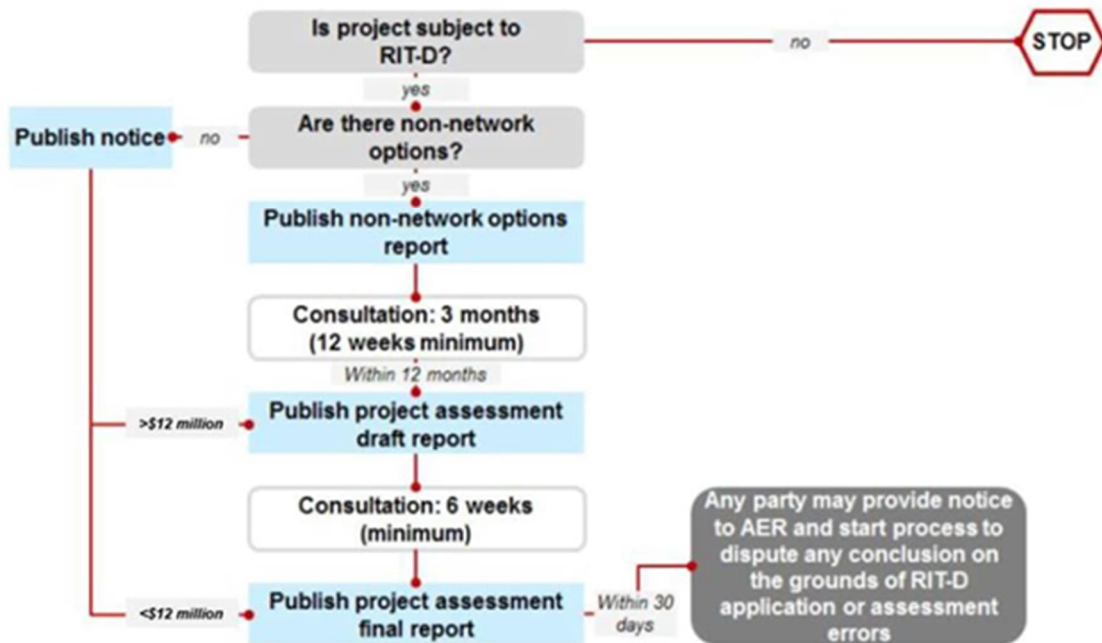 Is project subject to
RIT-D?
no
STOP
yes
Publish notice
no
Are there non-network
options?
yes
Publish non-network options
report
Consultation: 3 months
(12 weeks minimum)
Within 12 months
>$12 million
Publish project assessment
draft report
Consultation: 6 weeks
(minimum)
<$12 million
Publish project assessment
final report
Within 30
days
Any party may provide notice
to AER and start process to
dispute any conclusion on
the grounds of RIT-D
application or assessment
errors